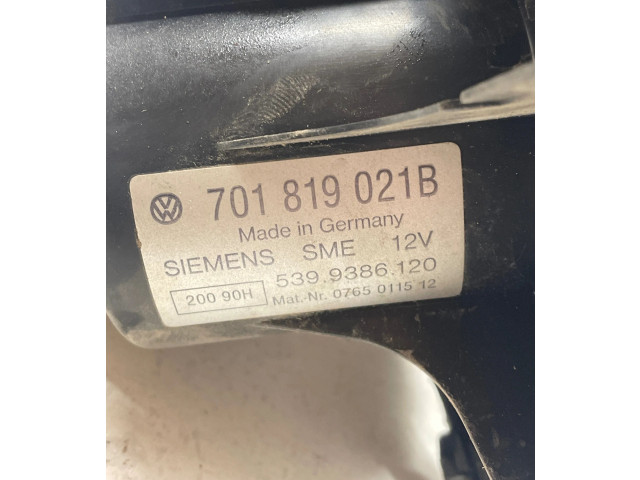 VW 701 819 021B
Made in Germany
SIEMENS SME 12V
539.9386.120
200 90H Mat.-Nr. 0765 0115 12